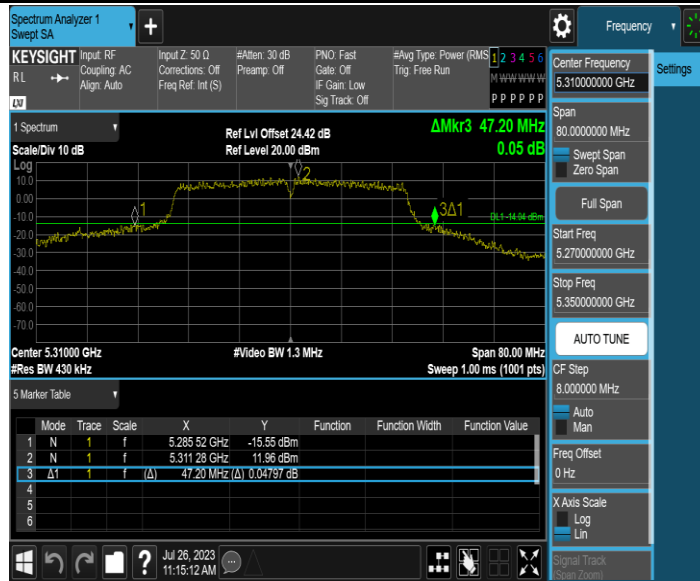 Spectrum Analyzer 1
Swept SA
Frequency
KEYSIGHT
Input: RF
Input Z: 50 Ω
#Atten: 30 dB
PNO: Fast
#Avg Type: Power (RMS
1 2 3 4 5 6
RL
Coupling: AC
Corrections: Off
Preamp: Off
Gate: Off
Trig: Free Run
M W W W W W
Align: Auto
Freq Ref: Int (S)
IF Gain: Low
LXI
Sig Track: Off
P P P P P P
Center Frequency
5.310000000 GHz
Settings
Span
80.0000000 MHz
Swept Span
Zero Span
Full Span
Start Freq
5.270000000 GHz
Stop Freq
5.350000000 GHz
AUTO TUNE
CF Step
8.000000 MHz
Auto
Man
Freq Offset
0 Hz
X Axis Scale
Log
Lin
Signal Track
(Span Zoom)
1 Spectrum
Ref Lvl Offset 24.42 dB
ΔMkr3 47.20 MHz
Scale/Div 10 dB
Ref Level 20.00 dBm
0.05 dB
Log
10.0
0.00
-10.0
-20.0
-30.0
-40.0
-50.0
-60.0
-70.0
1
2
3Δ1
DL1 -14.04 dBm
Center 5.31000 GHz
#Video BW 1.3 MHz
Span 80.00 MHz
#Res BW 430 kHz
Sweep 1.00 ms (1001 pts)
5 Marker Table
Mode Trace Scale X Y Function Function Width Function Value
1 N 1 f 5.285 52 GHz -15.55 dBm
2 N 1 f 5.311 28 GHz 11.96 dBm
3 Δ1 1 f (Δ) 47.20 MHz (Δ) 0.04797 dB
4
5
6
?
Jul 26, 2023
11:15:12 AM